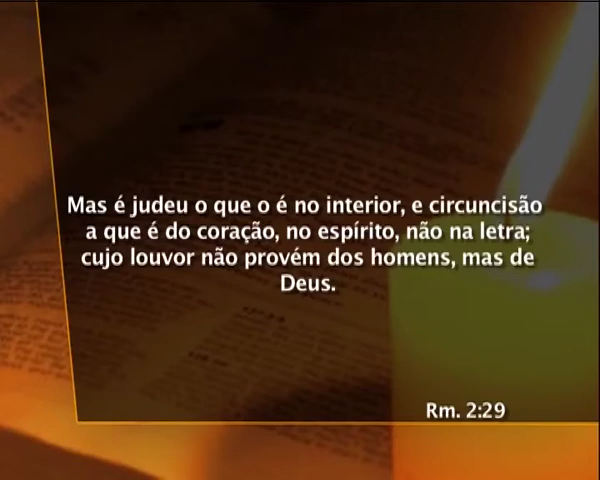 Mas é judeu o que o é no interior, e circuncisão
a que é do coração, no espírito, não na letra;
cujo louvor não provém dos homens, mas de
Deus.
Rm. 2:29